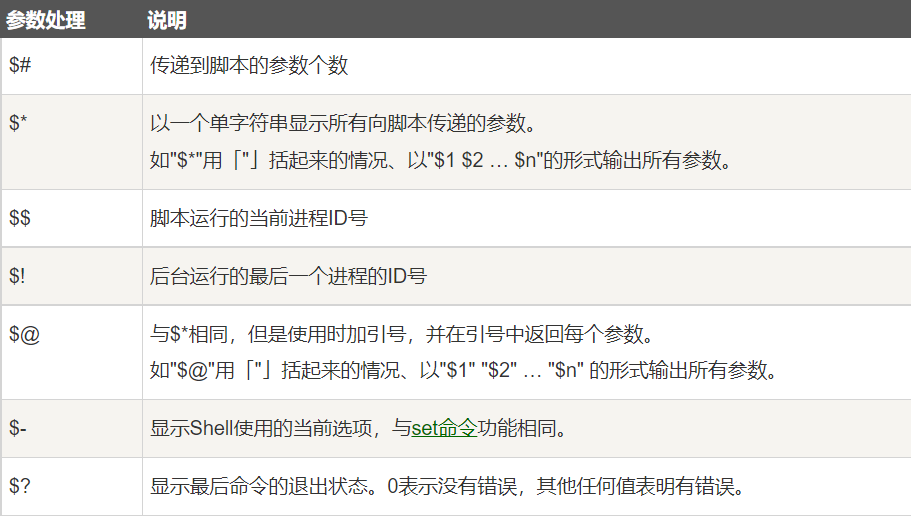 参数处理 说明
$# 传递到脚本的参数个数
$* 以一个单字符串显示所有向脚本传递的参数。
如"$*"用「"」括起来的情况、以"$1 $2 … $n"的形式输出所有参数。
$$ 脚本运行的当前进程ID号
$! 后台运行的最后一个进程的ID号
$@ 与$*相同，但是使用时加引号，并在引号中返回每个参数。
如"$@"用「"」括起来的情况、以"$1" "$2" … "$n" 的形式输出所有参数。
$- 显示Shell使用的当前选项，与set命令功能相同。
$? 显示最后命令的退出状态。0表示没有错误，其他任何值表明有错误。